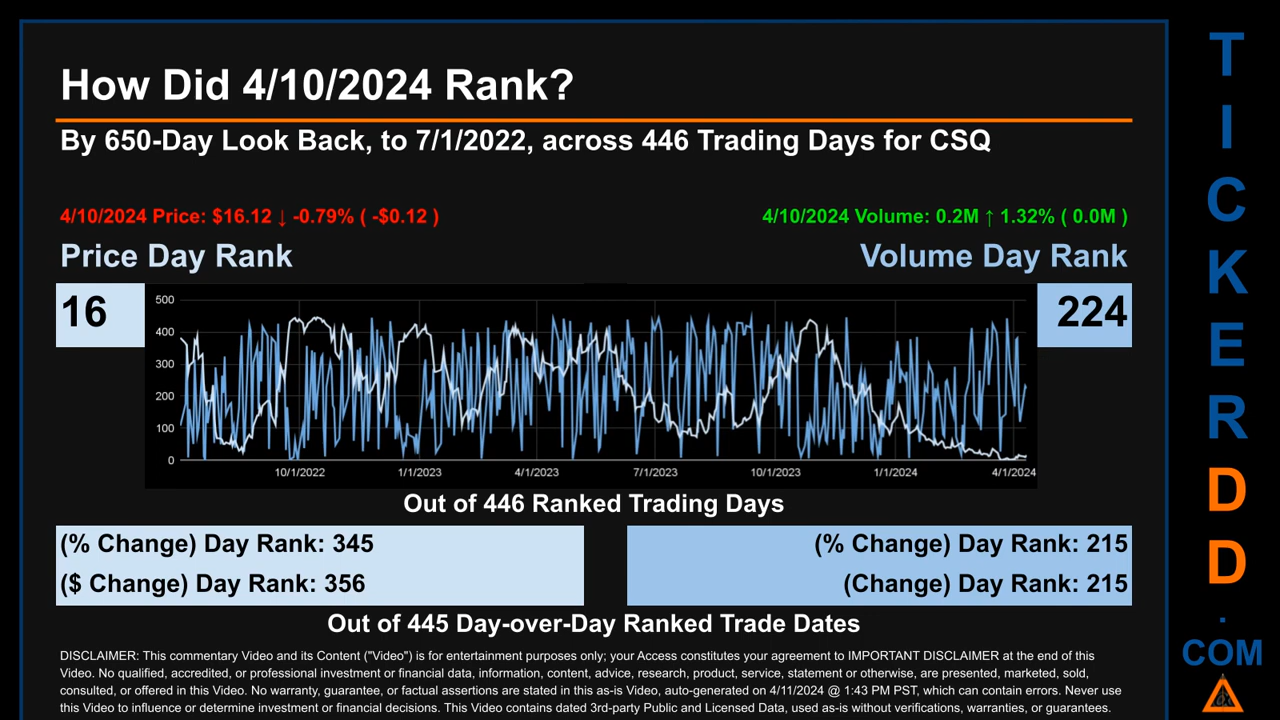 How Did 4/10/2024 Rank?
By 650-Day Look Back, to 7/1/2022, across 446 Trading Days for CSQ
4/10/2024 Price: $16.12 ↓ -0.79% ( -$0.12 )
4/10/2024 Volume: 0.2M ↑ 1.32% ( 0.0M )
Price Day Rank
Volume Day Rank
16
224
500
400
300
200
100
0
10/1/2022
1/1/2023
4/1/2023
7/1/2023
10/1/2023
1/1/2024
4/1/2024
Out of 446 Ranked Trading Days
(% Change) Day Rank: 345
($ Change) Day Rank: 356
(% Change) Day Rank: 215
(Change) Day Rank: 215
Out of 445 Day-over-Day Ranked Trade Dates
DISCLAIMER: This commentary Video and its Content ("Video") is for entertainment purposes only; your Access constitutes your agreement to IMPORTANT DISCLAIMER at the end of this
Video. No qualified, accredited, or professional investment or financial data, information, content, advice, research, product, service, statement or otherwise, are presented, marketed, sold,
consulted, or offered in this Video. No warranty, guarantee, or factual assertions are stated in this as-is Video, auto-generated on 4/11/2024 @ 1:43 PM PST, which can contain errors. Never use
this Video to influence or determine investment or financial decisions. This Video contains dated 3rd-party Public and Licensed Data, used as-is without verifications, warranties, or guarantees.
T
I
C
K
E
R
D
D
.
COM